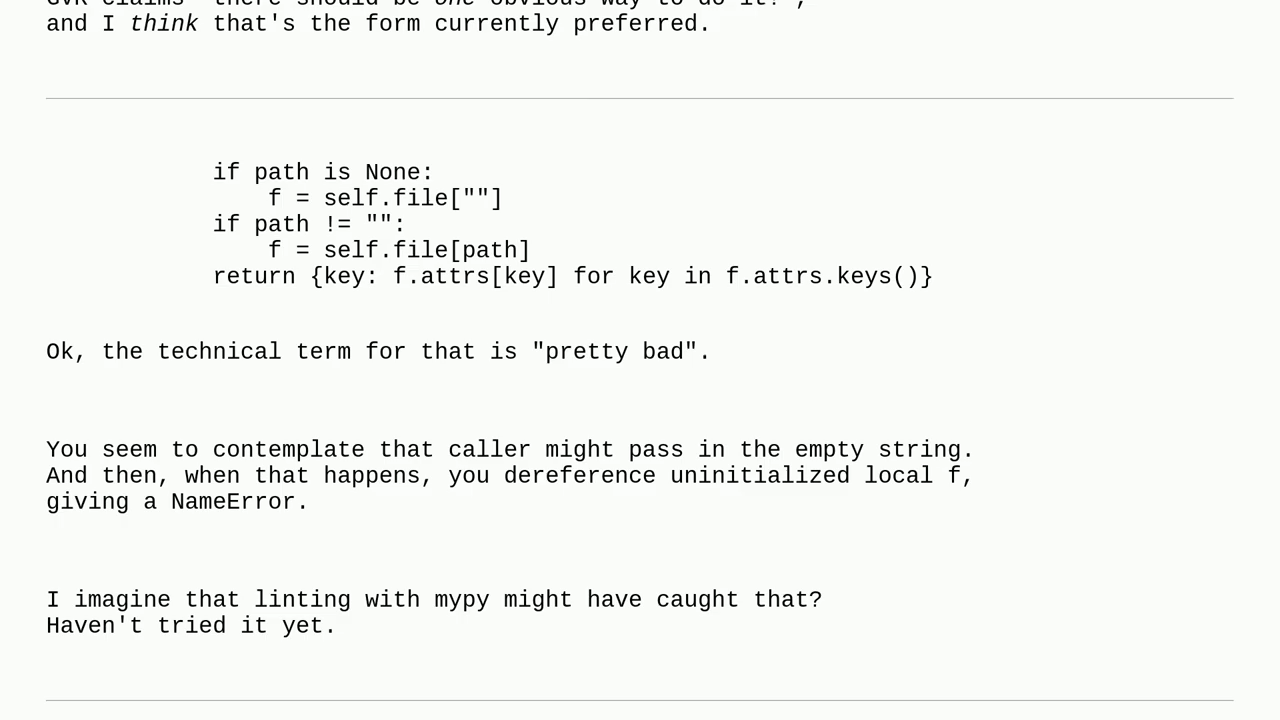 and I think that's the form currently preferred.
if path is None:
    f = self.file[""]
if path != "":
    f = self.file[path]
return {key: f.attrs[key] for key in f.attrs.keys()}
Ok, the technical term for that is "pretty bad".
You seem to contemplate that caller might pass in the empty string.
And then, when that happens, you dereference uninitialized local f,
giving a NameError.
I imagine that linting with mypy might have caught that?
Haven't tried it yet.